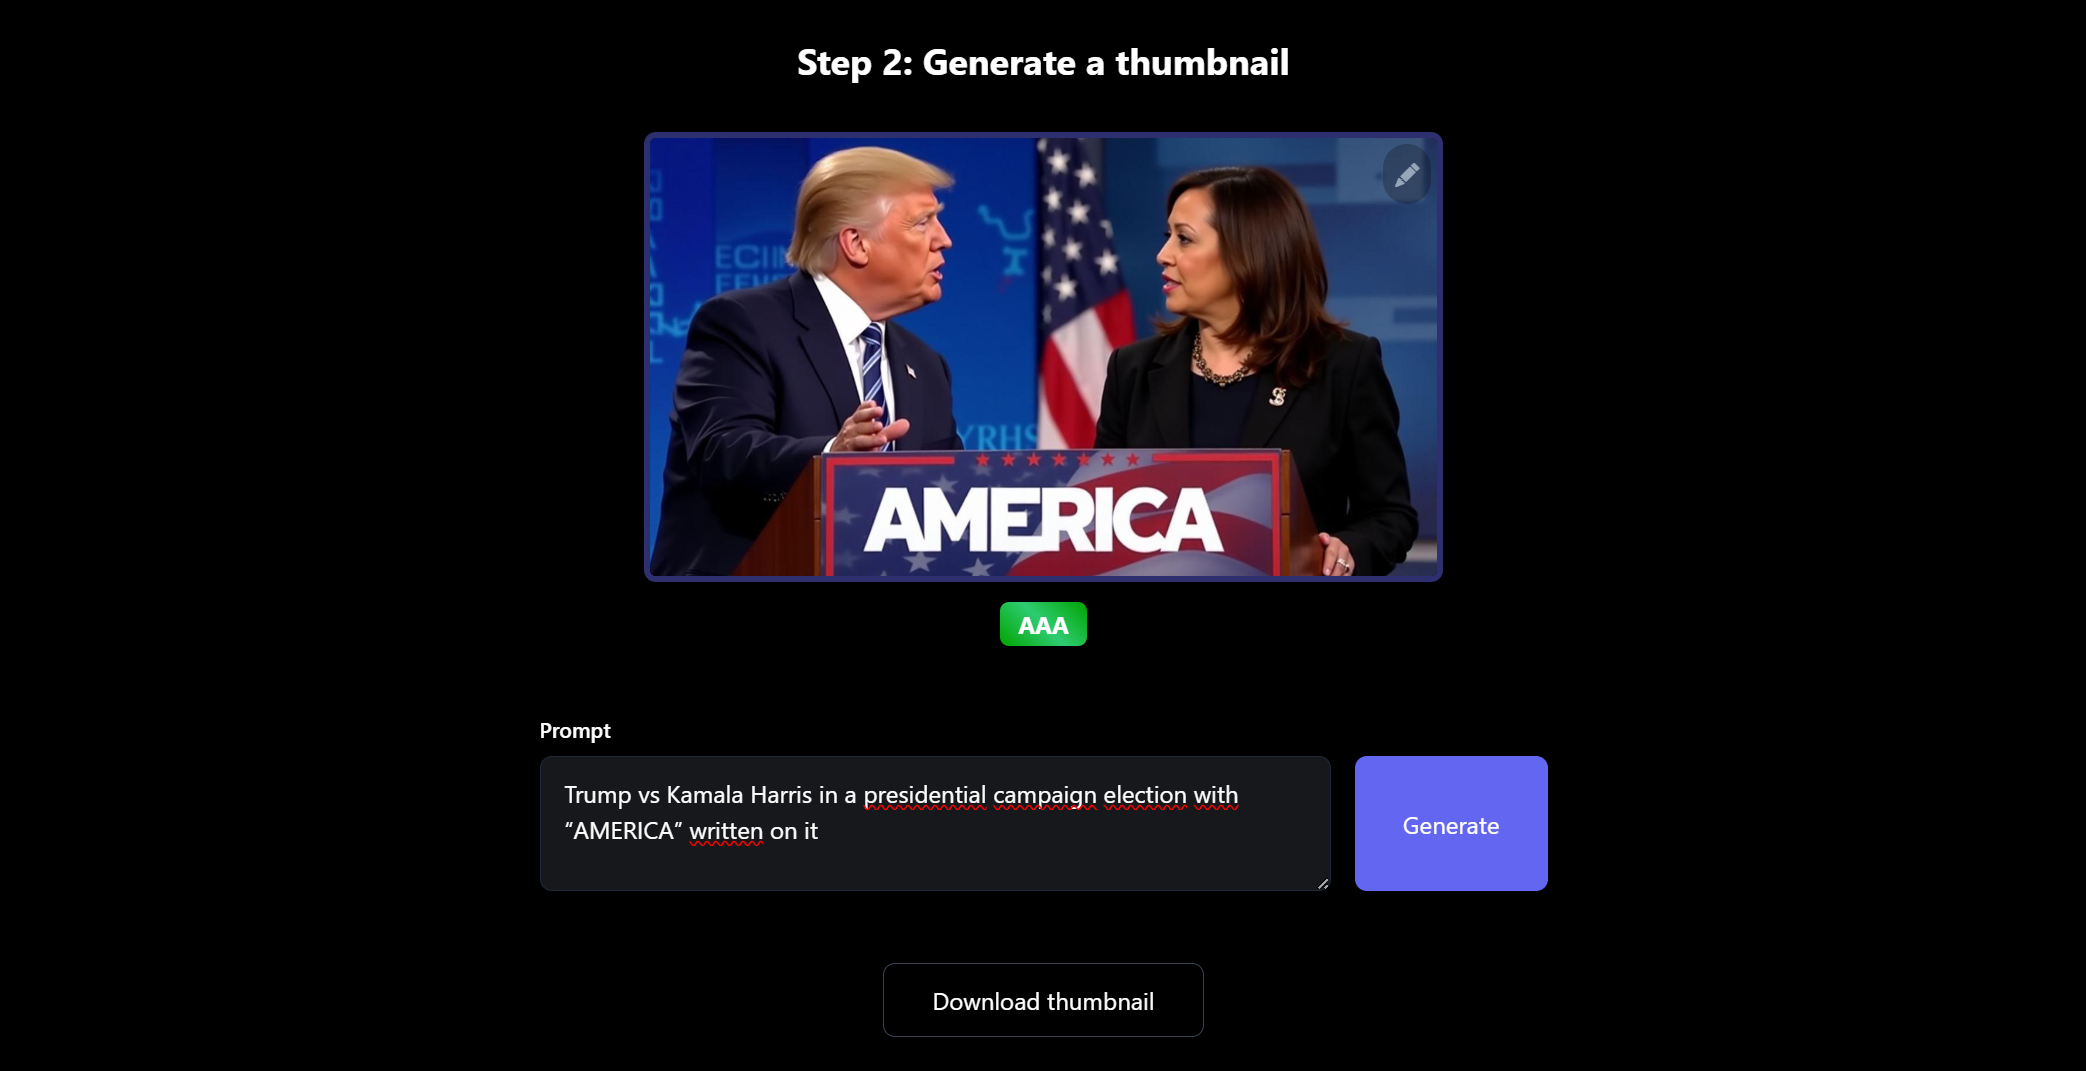 Step 2: Generate a thumbnail
AMERICA
AAA
Prompt
Trump vs Kamala Harris in a presidential campaign election with
“AMERICA” written on it
Generate
Download thumbnail